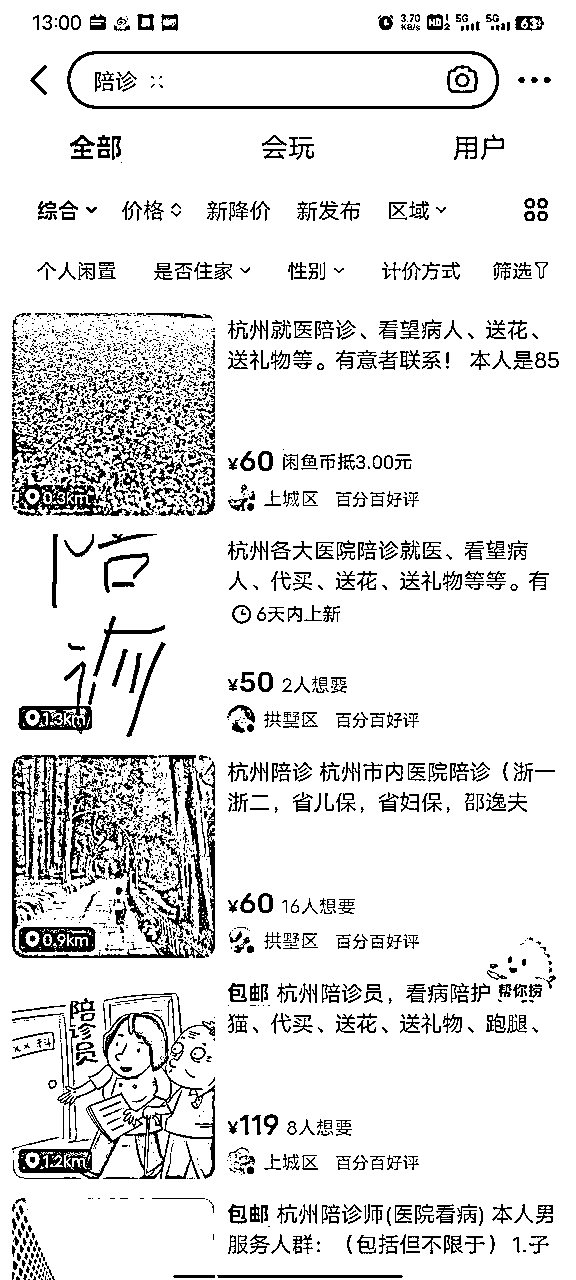 13:00
3.70
KB/s
HD
5G
5G
63
陪诊
全部 会玩 用户
综合 价格 新降价 新发布 区域
个人闲置 是否住家 性别 计价方式 筛选
杭州就医陪诊、看望病人、送花、
送礼物等。有意者联系！ 本人是85
¥60 闲鱼币抵3.00元
0.3km
上城区 百分百好评
陪
诊
杭州各大医院陪诊就医、看望病
人、代买、送花、送礼物等等。有
6天内上新
¥50 2人想要
1.3km
拱墅区 百分百好评
杭州陪诊 杭州市内医院陪诊（浙一
浙二，省儿保，省妇保，邵逸夫
¥60 16人想要
0.9km
拱墅区 百分百好评
帮你捞
包邮 杭州陪诊员，看病陪护
猫、代买、送花、送礼物、跑腿、
陪诊员
××科
¥119 8人想要
1.2km
上城区 百分百好评
包邮 杭州陪诊师(医院看病) 本人男
服务人群：（包括但不限于）1.子